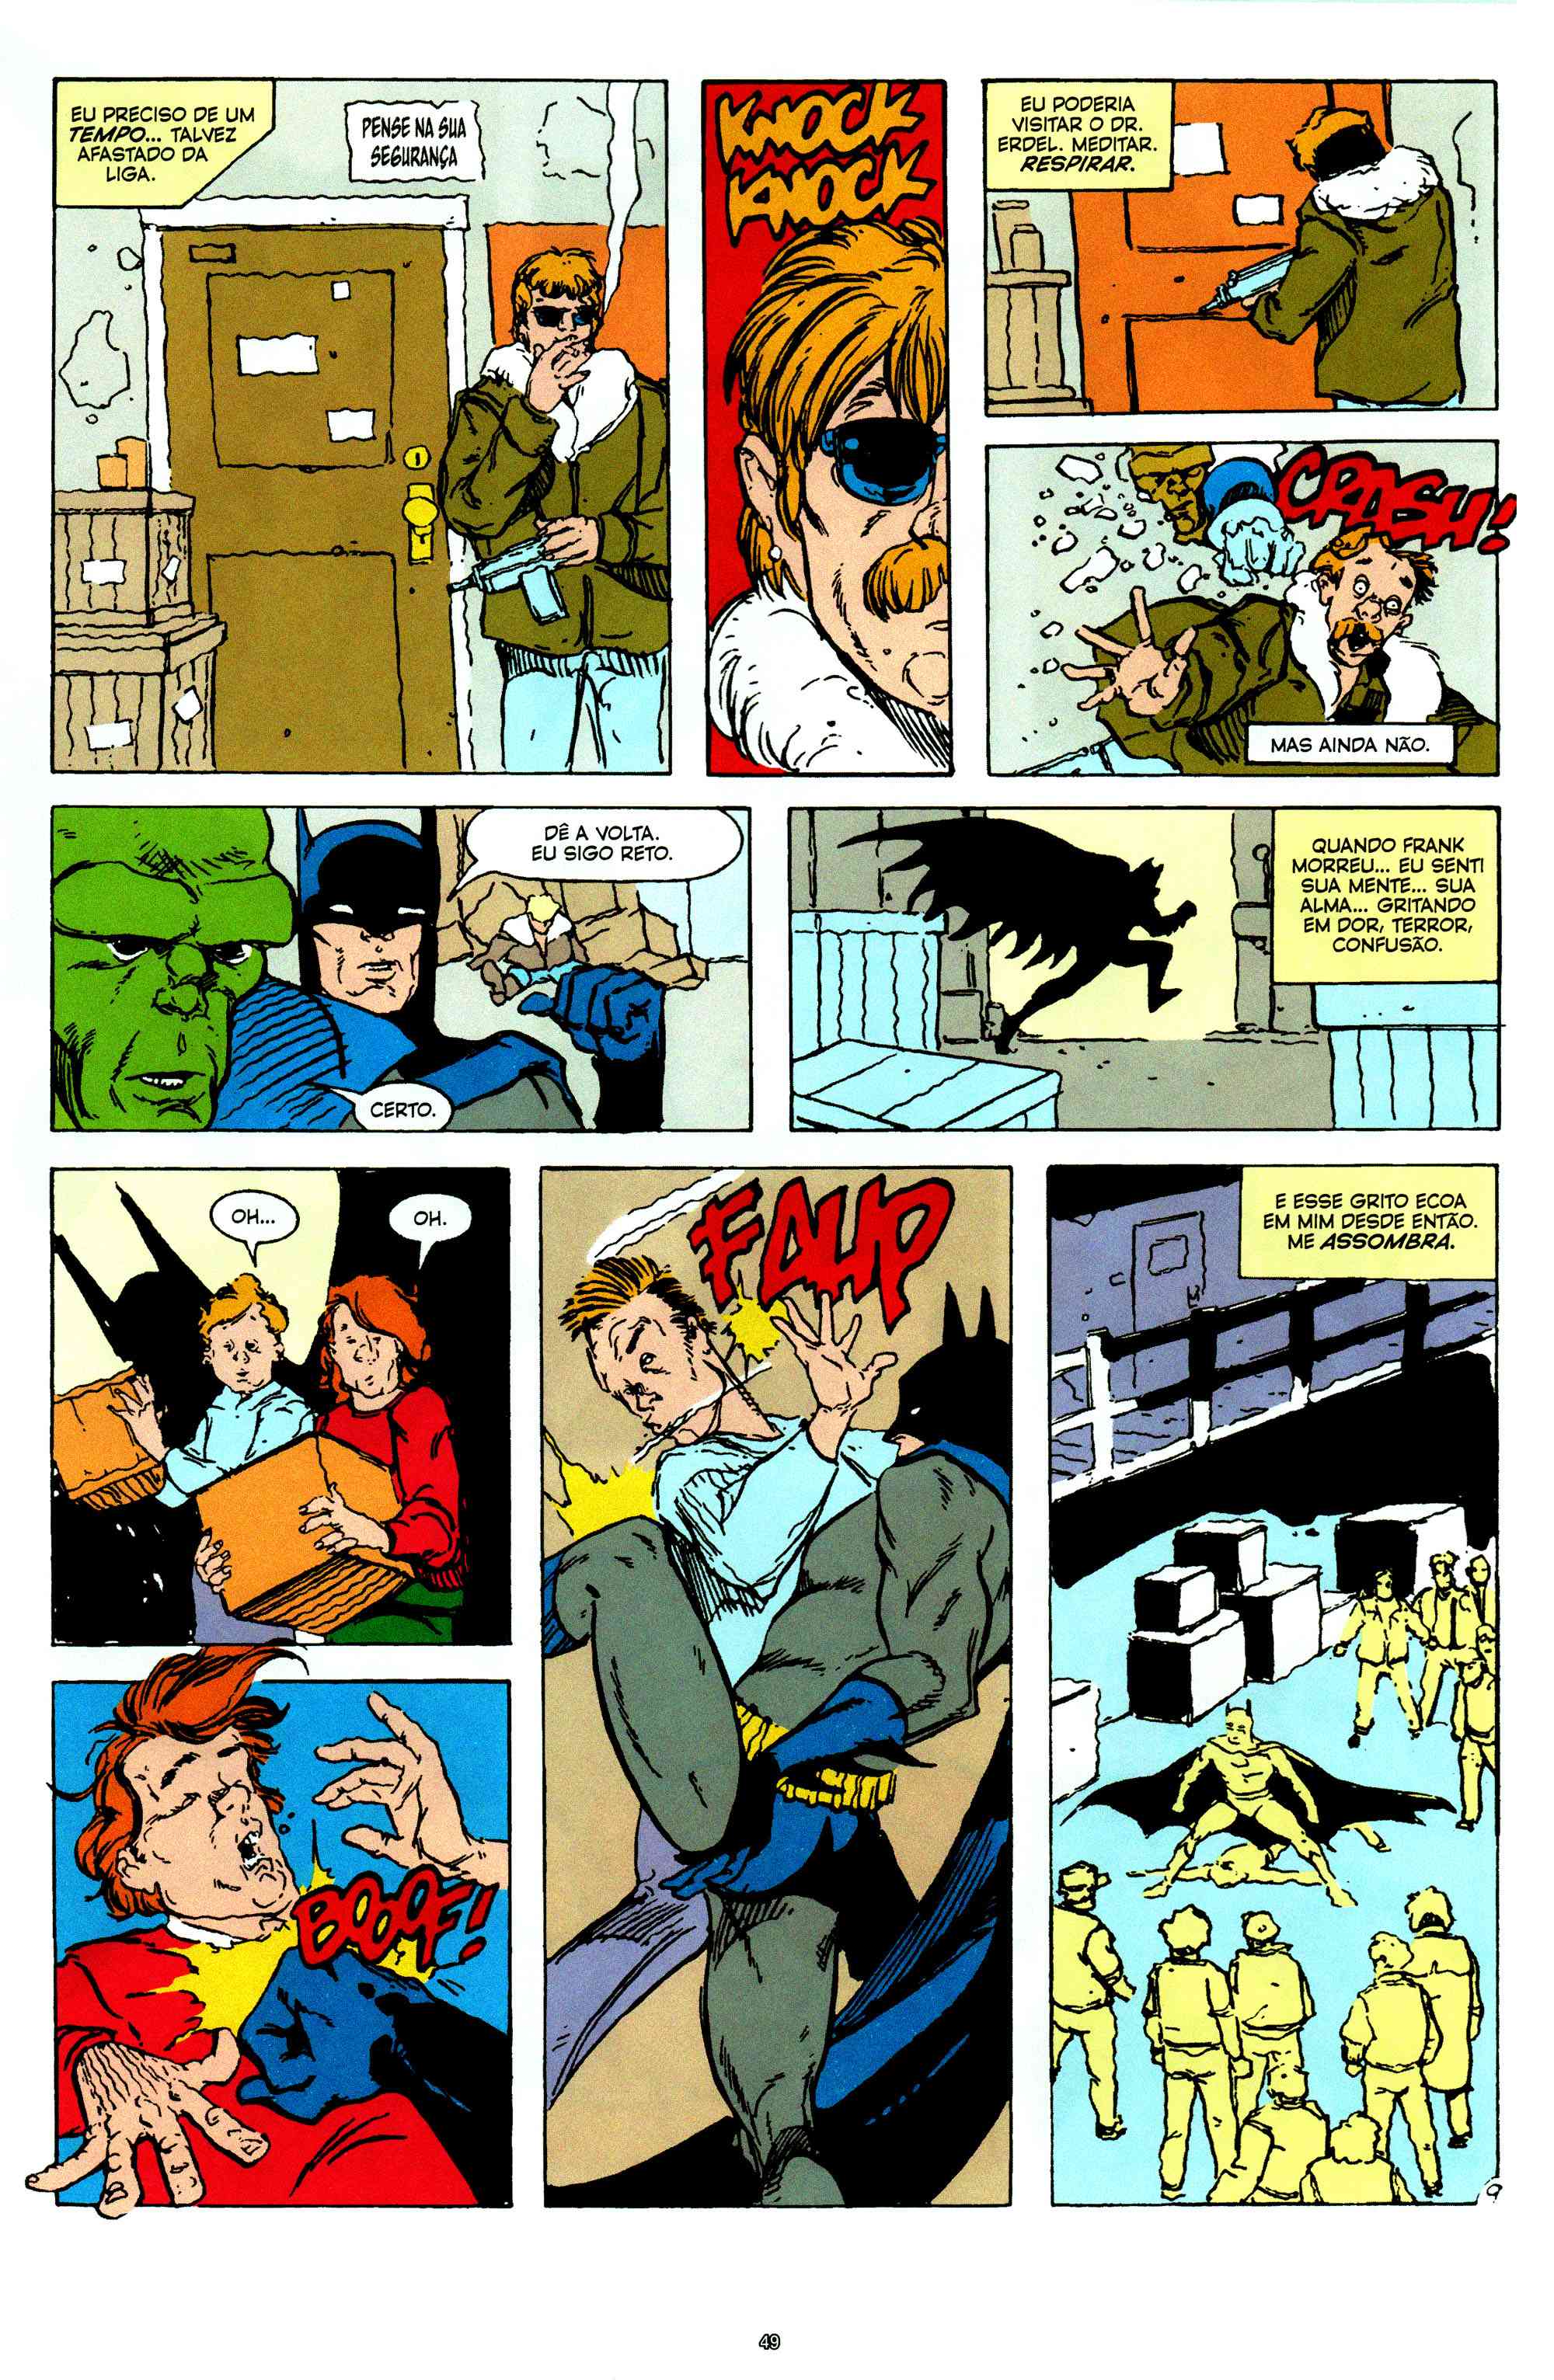 EU PRECISO DE UM
TEMPO... TALVEZ
AFASTADO DA
LIGA.
PENSE NA SUA
SEGURANÇA
KNOCK
KNOCK
EU PODERIA
VISITAR O DR.
ERDEL. MEDITAR.
RESPIRAR.
CRASH!
MAS AINDA NÃO.
DÊ A VOLTA.
EU SIGO RETO.
CERTO.
QUANDO FRANK
MORREU... EU SENTI
SUA MENTE... SUA
ALMA... GRITANDO
EM DOR, TERROR,
CONFUSÃO.
OH...
OH.
BOOOF!
FAUP
E ESSE GRITO ECOA
EM MIM DESDE ENTÃO.
ME ASSOMBRA.
9
49